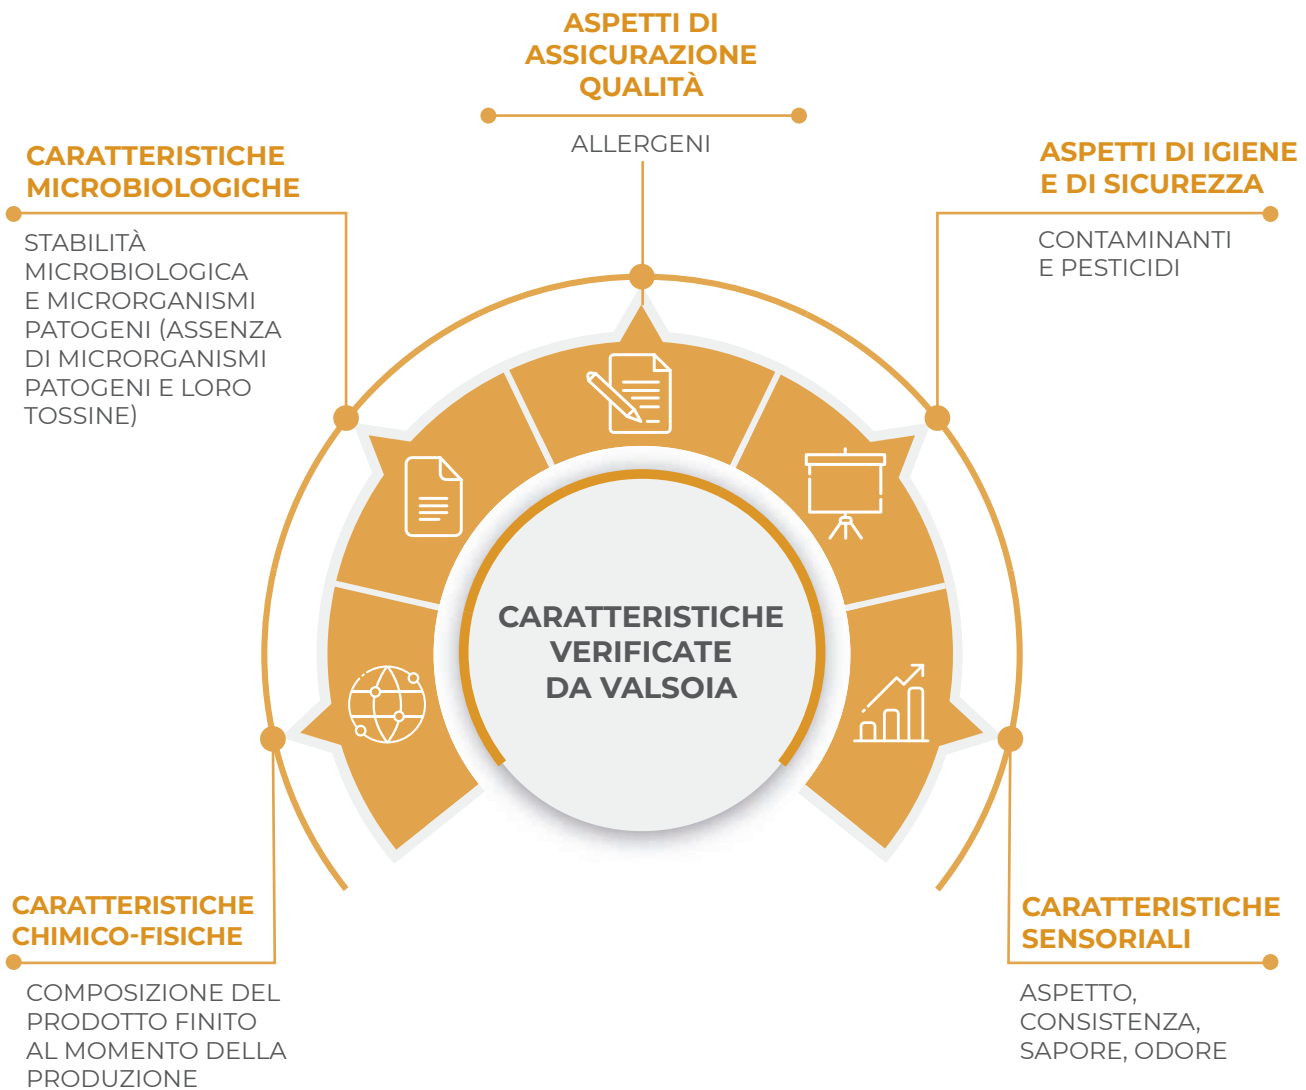 ASPETTI DI
ASSICURAZIONE
QUALITÀ
ALLERGENI
CARATTERISTICHE
MICROBIOLOGICHE
STABILITÀ
MICROBIOLOGICA
E MICRORGANISMI
PATOGENI (ASSENZA
DI MICRORGANISMI
PATOGENI E LORO
TOSSINE)
ASPETTI DI IGIENE
E DI SICUREZZA
CONTAMINANTI
E PESTICIDI
CARATTERISTICHE
VERIFICATE
DA VALSOIA
CARATTERISTICHE
CHIMICO-FISICHE
COMPOSIZIONE DEL
PRODOTTO FINITO
AL MOMENTO DELLA
PRODUZIONE
CARATTERISTICHE
SENSORIALI
ASPETTO,
CONSISTENZA,
SAPORE, ODORE